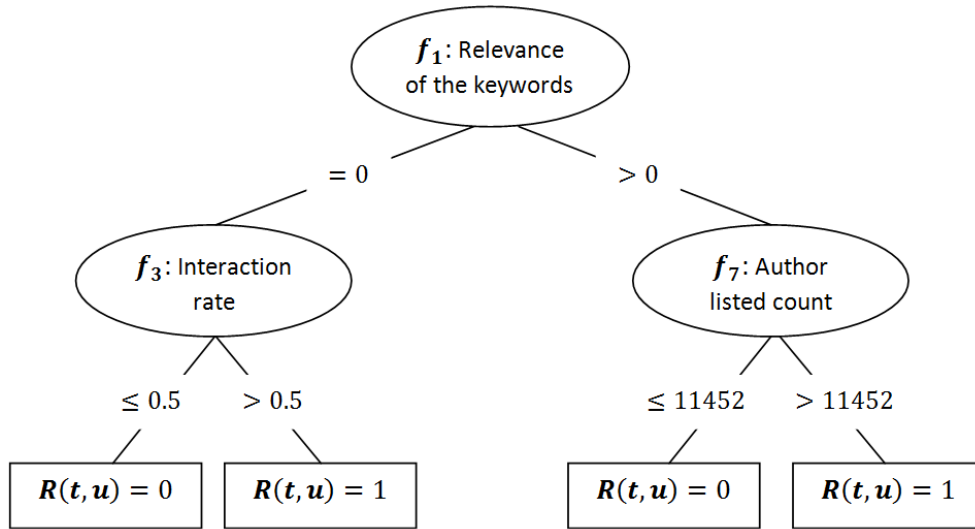 f₁: Relevance
of the keywords
= 0
> 0
f₃: Interaction
rate
f₇: Author
listed count
≤ 0.5
> 0.5
≤ 11452
> 11452
R(t,u) = 0
R(t,u) = 1
R(t,u) = 0
R(t,u) = 1